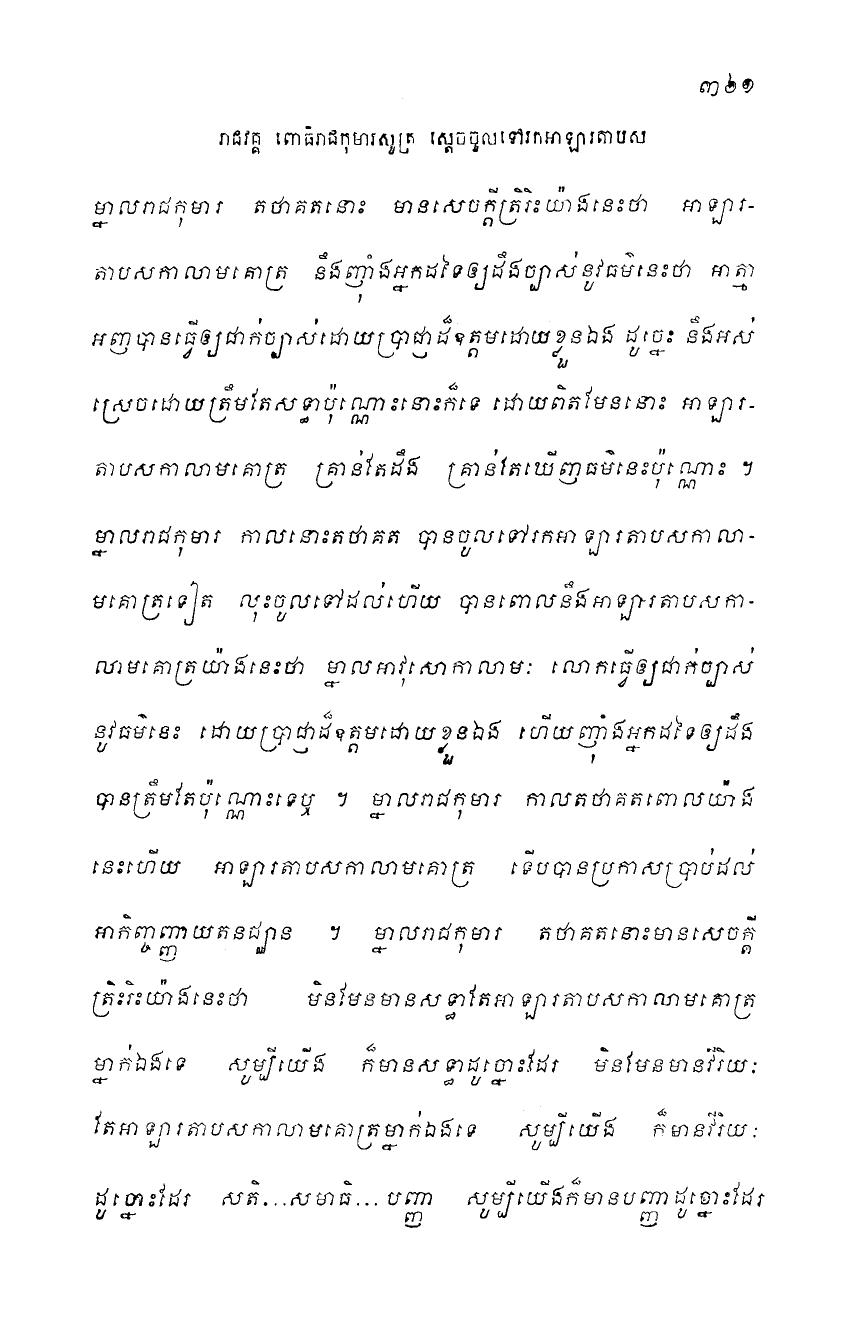 ៣៦១
រាជវគ្គ ពោធិរាជកុមារសូត្រ ស្តេចចូលទៅរកអាឡារតាបស
ម្នាលរាជកុមារ តថាគតនោះ មានសេចក្តីត្រិះរិះយ៉ាងនេះថា អាឡារ-
តាបសកាលាមគោត្រ នឹងញុំាងអ្នកដទៃឲ្យដឹងច្បាស់នូវធម៌នេះថា អាត្មា
អញបានធ្វើឲ្យជាក់ច្បាស់ដោយប្រាជ្ញាដ៏ឧត្តមដោយខ្លួនឯង ដូច្នេះ នឹងអស់
ស្រេចដោយត្រឹមតែសទ្ធាប៉ុណ្ណោះនោះក៏ទេ ដោយពិតមែននោះ អាឡារ-
តាបសកាលាមគោត្រ គ្រាន់តែដឹង គ្រាន់តែឃើញធម៌នេះប៉ុណ្ណោះ ។
ម្នាលរាជកុមារ កាលនោះតថាគត បានចូលទៅរកអាឡារតាបសកាលា-
មគោត្រទៀត លុះចូលទៅដល់ហើយ បានពោលនឹងអាឡារតាបសកា-
លាមគោត្រយ៉ាងនេះថា ម្នាលអាវុសោកាលាមៈ លោកធ្វើឲ្យជាក់ច្បាស់
នូវធម៌នេះ ដោយប្រាជ្ញាដ៏ឧត្តមដោយខ្លួនឯង ហើយញុំាងអ្នកដទៃឲ្យដឹង
បានត្រឹមតែប៉ុណ្ណោះទេឬ ។ ម្នាលរាជកុមារ កាលតថាគតពោលយ៉ាង
នេះហើយ អាឡារតាបសកាលាមគោត្រ ទើបបានប្រកាសប្រាប់ដល់
អាកិញ្ចញ្ញាយតនជ្ឈាន ។ ម្នាលរាជកុមារ តថាគតនោះមានសេចក្តី
ត្រិះរិះយ៉ាងនេះថា មិនមែនមានសទ្ធាតែអាឡារតាបសកាលាមគោត្រ
ម្នាក់ឯងទេ សូម្បីយើង ក៏មានសទ្ធាដូច្នោះដែរ មិនមែនមានវីរិយៈ
តែអាឡារតាបសកាលាមគោត្រម្នាក់ឯងទេ សូម្បីយើង ក៏មានវីរិយៈ
ដូច្នោះដែរ សតិ...សមាធិ...បញ្ញា សូម្បីយើងក៏មានបញ្ញាដូច្នោះដែរ